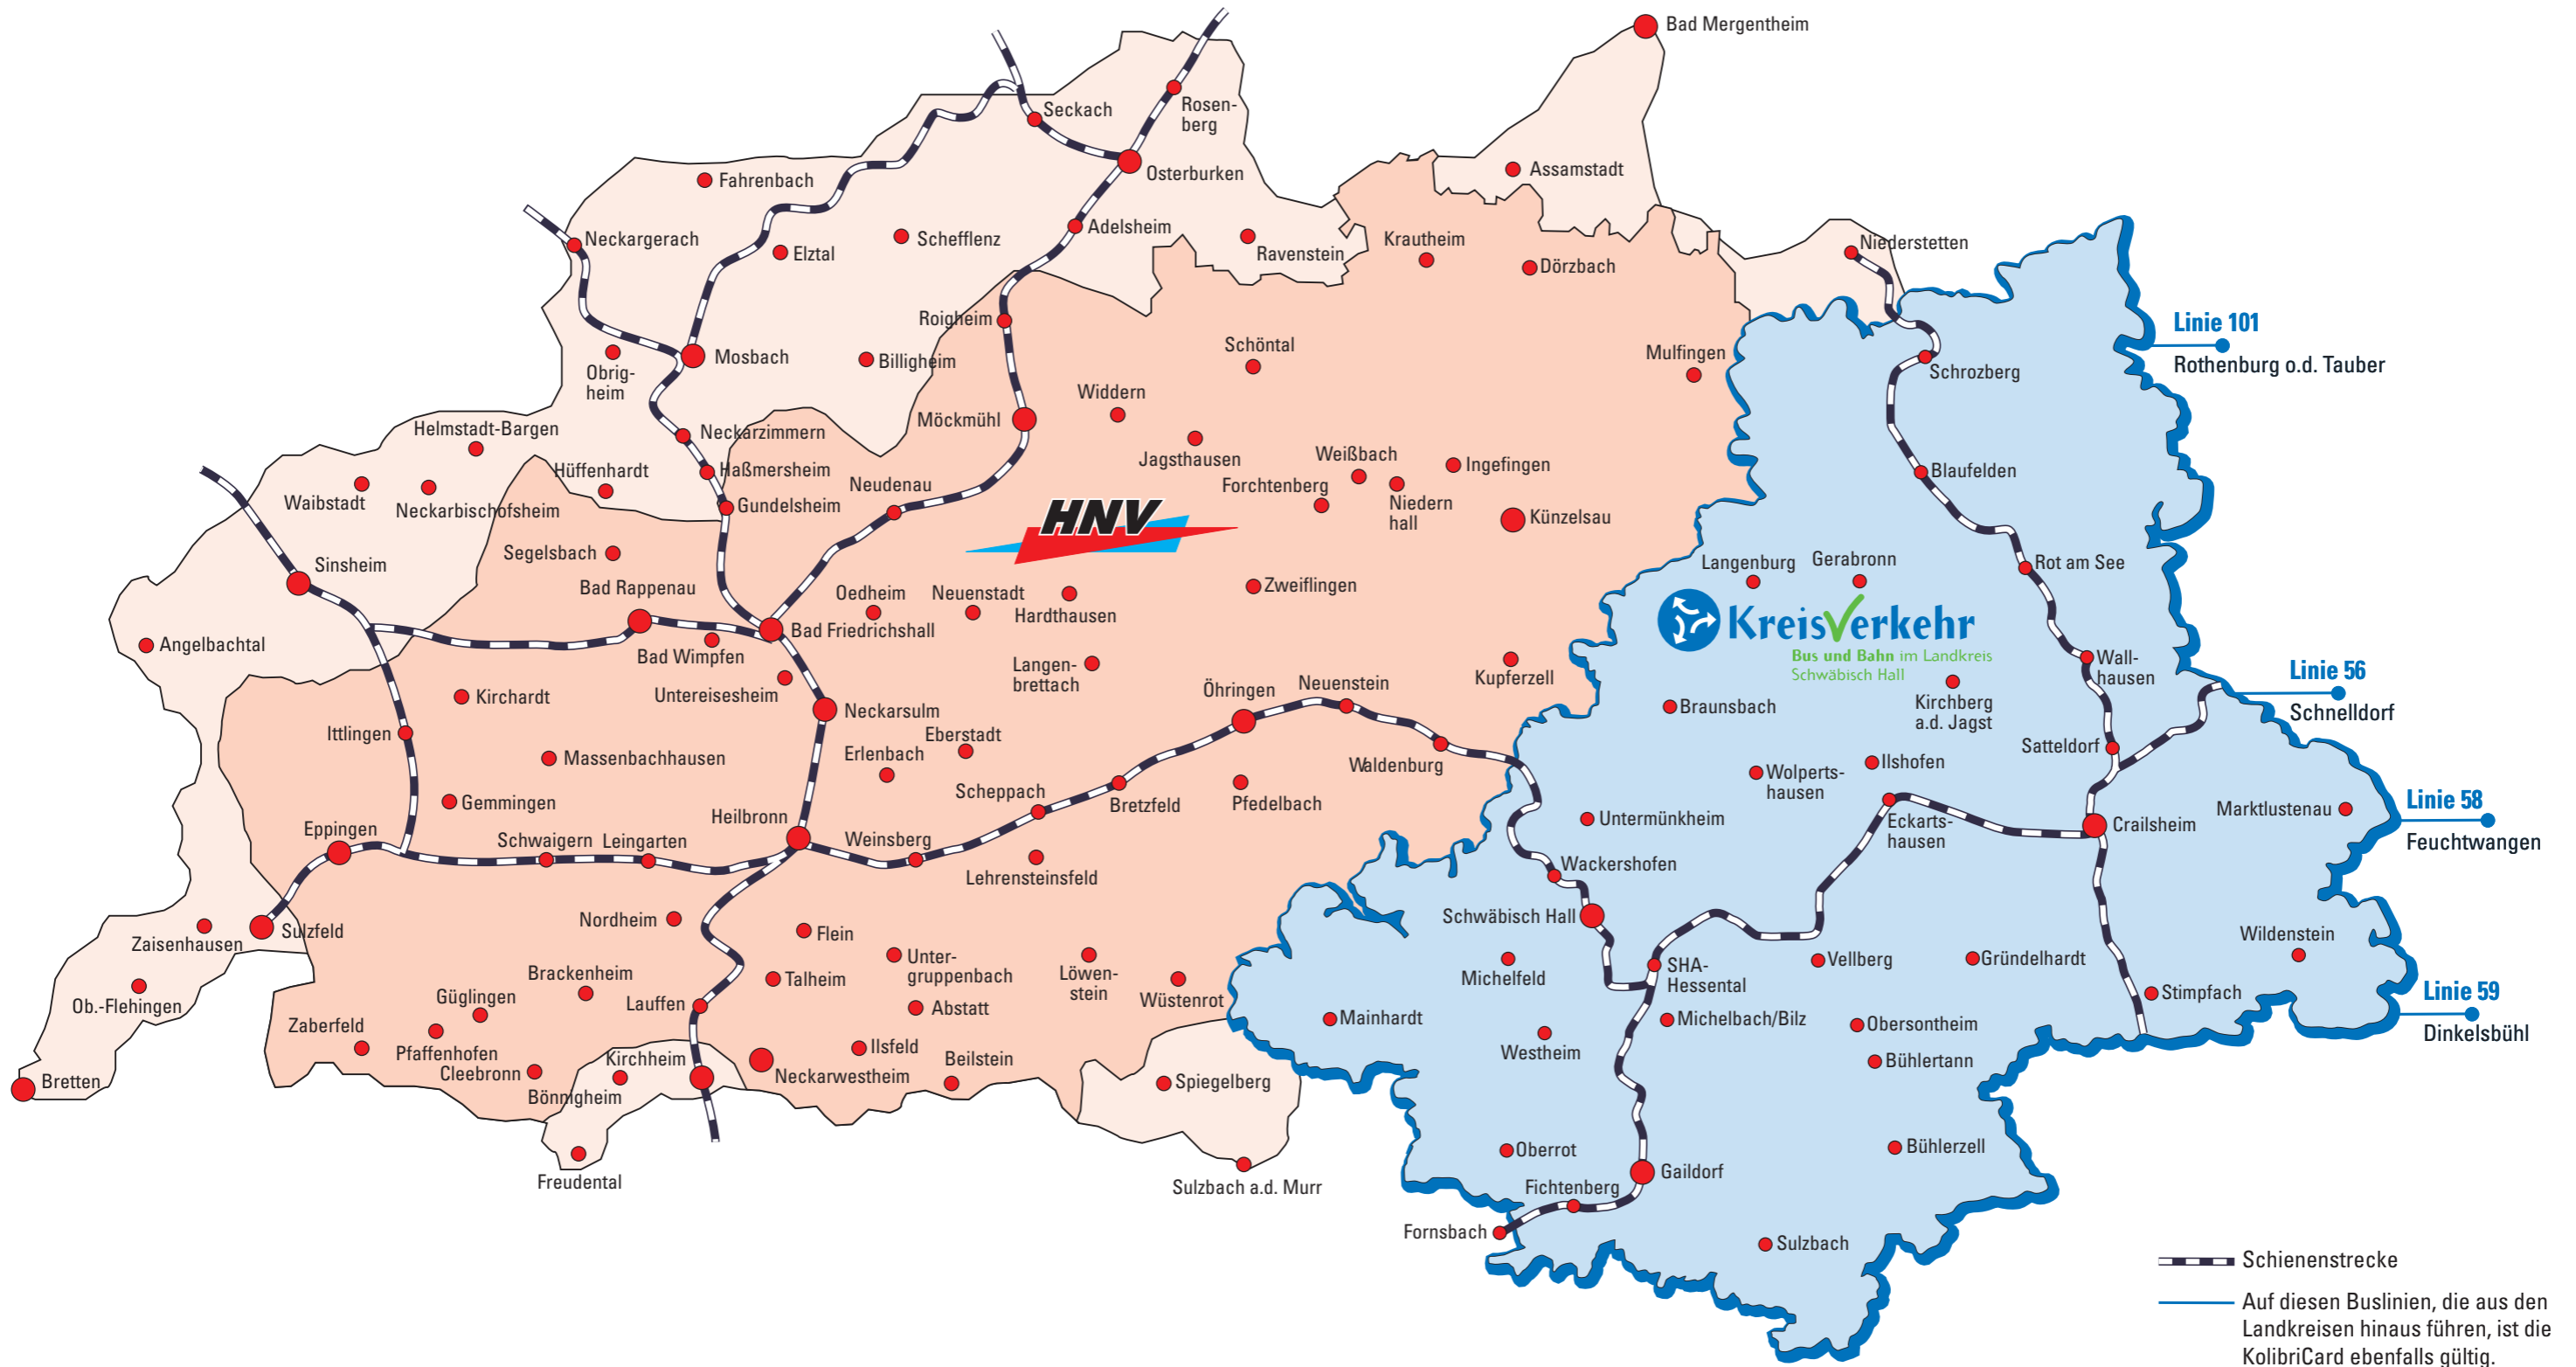 Bad Mergentheim
Seckach
Rosen-
berg
Osterburken
Assamstadt
Fahrenbach
Adelsheim
Neckargerach
Elztal
Schefflenz
Ravenstein
Krautheim
Dörzbach
Niederstetten
Roigheim
Linie 101
Rothenburg o.d. Tauber
Mosbach
Obrig-
heim
Billigheim
Schöntal
Mulfingen
Schrozberg
Widdern
Möckmühl
Helmstadt-Bargen
Neckarzimmern
Jagsthausen
Weißbach
Ingefingen
Haßmersheim
Hüffenhardt
Waibstadt
Neckarbischofsheim
Gundelsheim
Neudenau
Forchtenberg
Niedern
hall
Künzelsau
Blaufelden
HNV
Segelsbach
Sinsheim
Bad Rappenau
Oedheim
Neuenstadt
Hardthausen
Zweiflingen
Langenburg
Gerabronn
Rot am See
KreisVerkehr
Bus und Bahn im Landkreis
Schwäbisch Hall
Angelbachtal
Bad Friedrichshall
Bad Wimpfen
Langen-
brettach
Kupferzell
Wall-
hausen
Linie 56
Schnelldorf
Kirchardt
Untereisesheim
Neckarsulm
Öhringen
Neuenstein
Braunsbach
Kirchberg
a.d. Jagst
Ittlingen
Massenbachhausen
Erlenbach
Eberstadt
Waldenburg
Satteldorf
Ilshofen
Wolperts-
hausen
Gemmingen
Scheppach
Bretzfeld
Pfedelbach
Linie 58
Feuchtwangen
Marktlustenau
Heilbronn
Untermünkheim
Eckarts-
hausen
Crailsheim
Eppingen
Schwaigern
Leingarten
Weinsberg
Lehrensteinsfeld
Wackershofen
Zaisenhausen
Sulzfeld
Nordheim
Flein
Schwäbisch Hall
Wildenstein
Ob.-Flehingen
Brackenheim
Talheim
Unter-
gruppenbach
Löwen-
stein
Wüstenrot
Michelfeld
SHA-
Hessental
Vellberg
Gründelhardt
Stimpfach
Linie 59
Dinkelsbühl
Güglingen
Lauffen
Abstatt
Mainhardt
Michelbach/Bilz
Obersontheim
Zaberfeld
Pfaffenhofen
Cleebronn
Kirchheim
Ilsfeld
Beilstein
Westheim
Bühlertann
Bretten
Bönnigheim
Neckarwestheim
Spiegelberg
Freudental
Sulzbach a.d. Murr
Oberrot
Bühlerzell
Fichtenberg
Gaildorf
Fornsbach
Sulzbach
Schienenstrecke
Auf diesen Buslinien, die aus den
Landkreisen hinaus führen, ist die
KolibriCard ebenfalls gültig.